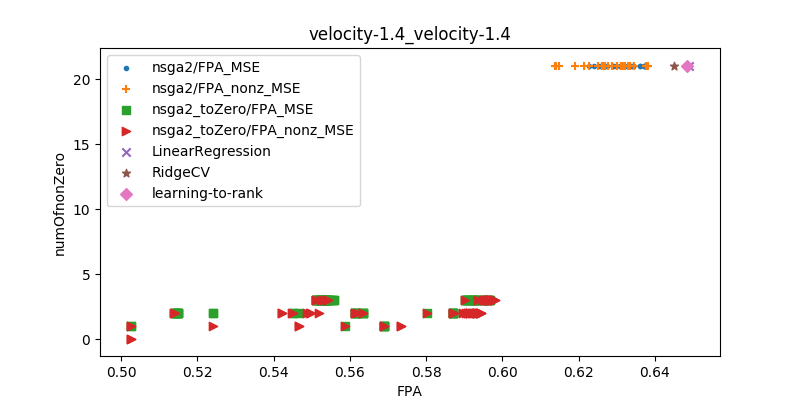 velocity-1.4_velocity-1.4
nsga2/FPA_MSE
nsga2/FPA_nonz_MSE
nsga2_toZero/FPA_MSE
nsga2_toZero/FPA_nonz_MSE
LinearRegression
RidgeCV
learning-to-rank
numOfnonZero
20
15
10
5
0
0.50 0.52 0.54 0.56 0.58 0.60 0.62 0.64
FPA